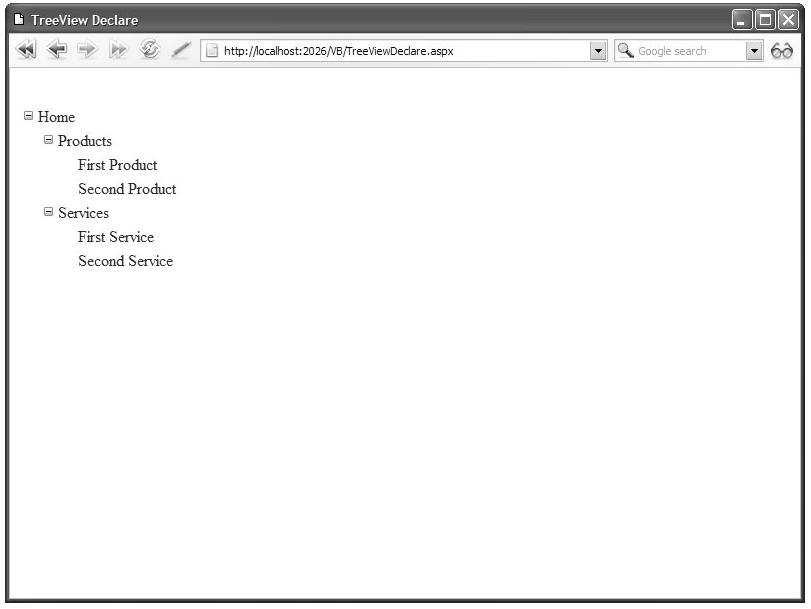 TreeView Declare
http://localhost:2026/VB/TreeViewDeclare.aspx Google search
Home
Products
First Product
Second Product
Services
First Service
Second Service